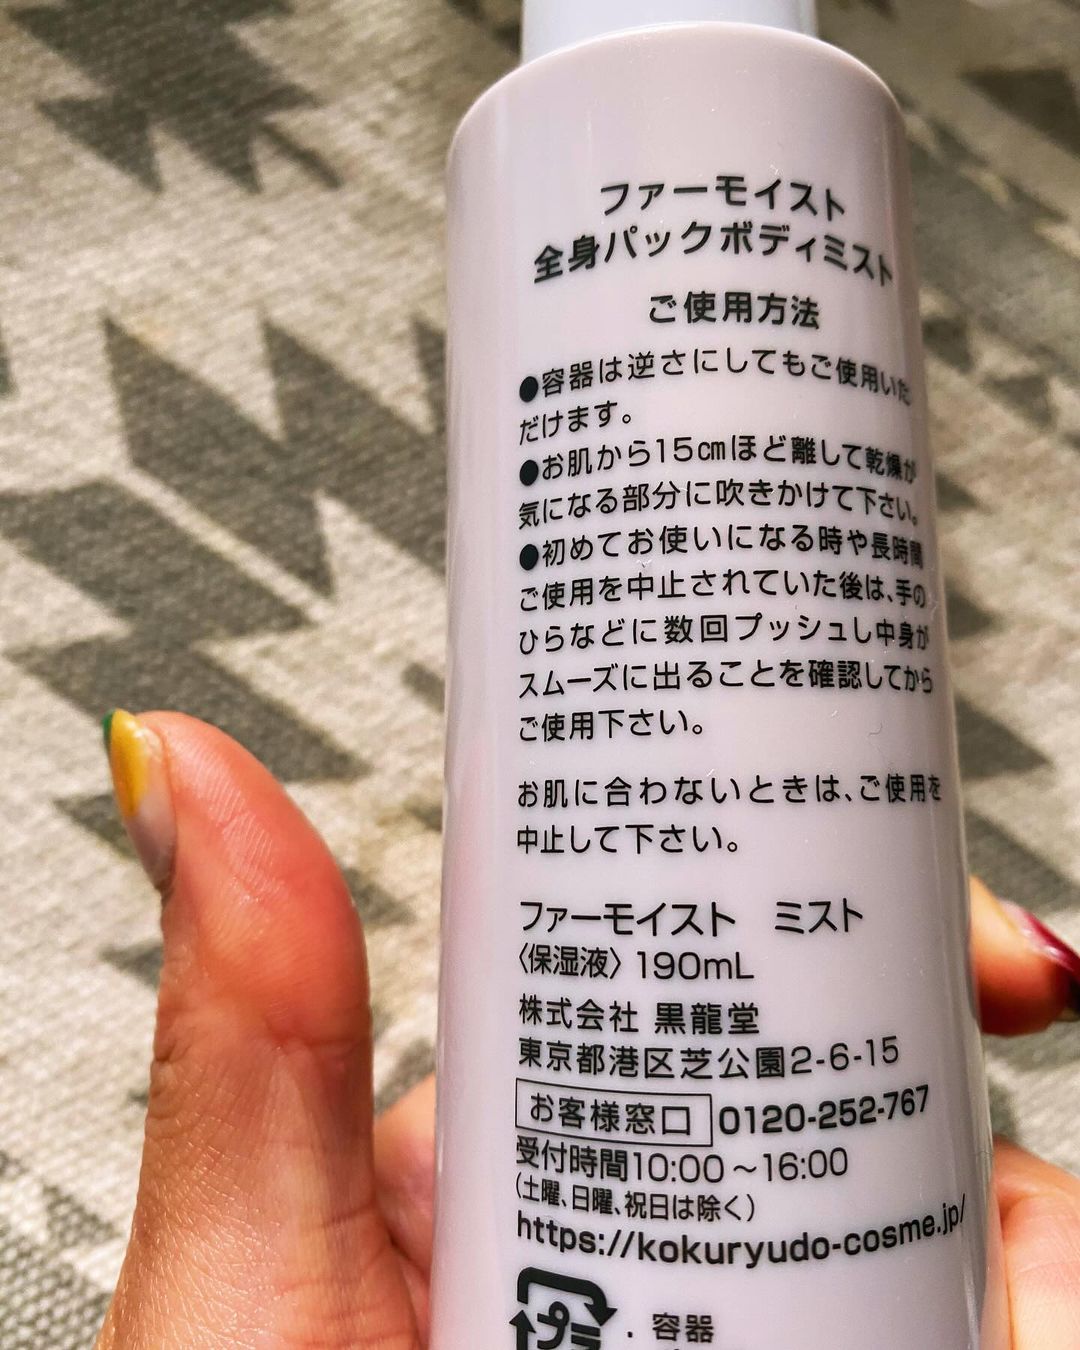 ファーモイスト
全身パックボディミスト
ご使用方法
●容器は逆さにしてもご使用いた
だけます。
●お肌から15㎝ほど離して乾燥が
気になる部分に吹きかけて下さい。
●初めてお使いになる時や長時間
ご使用を中止されていた後は、手の
ひらなどに数回プッシュし中身が
スムーズに出ることを確認してから
ご使用下さい。
お肌に合わないときは、ご使用を
中止して下さい。
ファーモイスト ミスト
〈保湿液〉190mL
株式会社 黒龍堂
東京都港区芝公園2-6-15
お客様窓口 0120-252-767
受付時間10:00～16:00
(土曜、日曜、祝日は除く)
https://kokuryudo-cosme.jp/
プラ . 容器